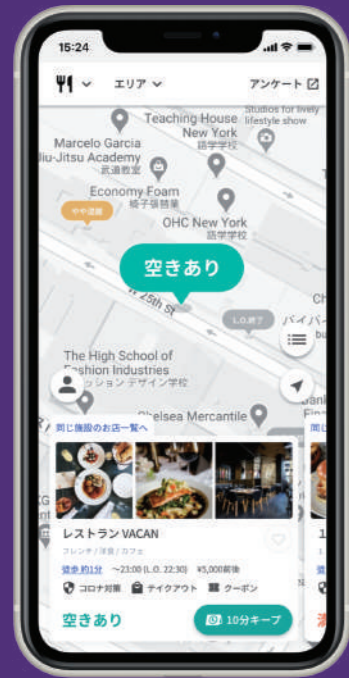 15:24
エリア
アンケート
Studios for lively
lifestyle show
Teaching House
New York
語学学校
Marcelo Garcia
Jiu-Jitsu Academy
武道教室
Economy Foam
椅子張替業
やや混雑
OHC New York
語学学校
空きあり
W 25th St
L.O.終了
バイバイ
The High School of
Fashion Industries
ファッション デザイン学校
Chelsea Mercantile
同じ施設のお店一覧へ
レストラン VACAN
フレンチ / 洋食 / カフェ
徒歩 約1分 ～23:00 (L.O. 22:30) ¥5,000前後
コロナ対策 テイクアウト クーポン
空きあり
10分キープ